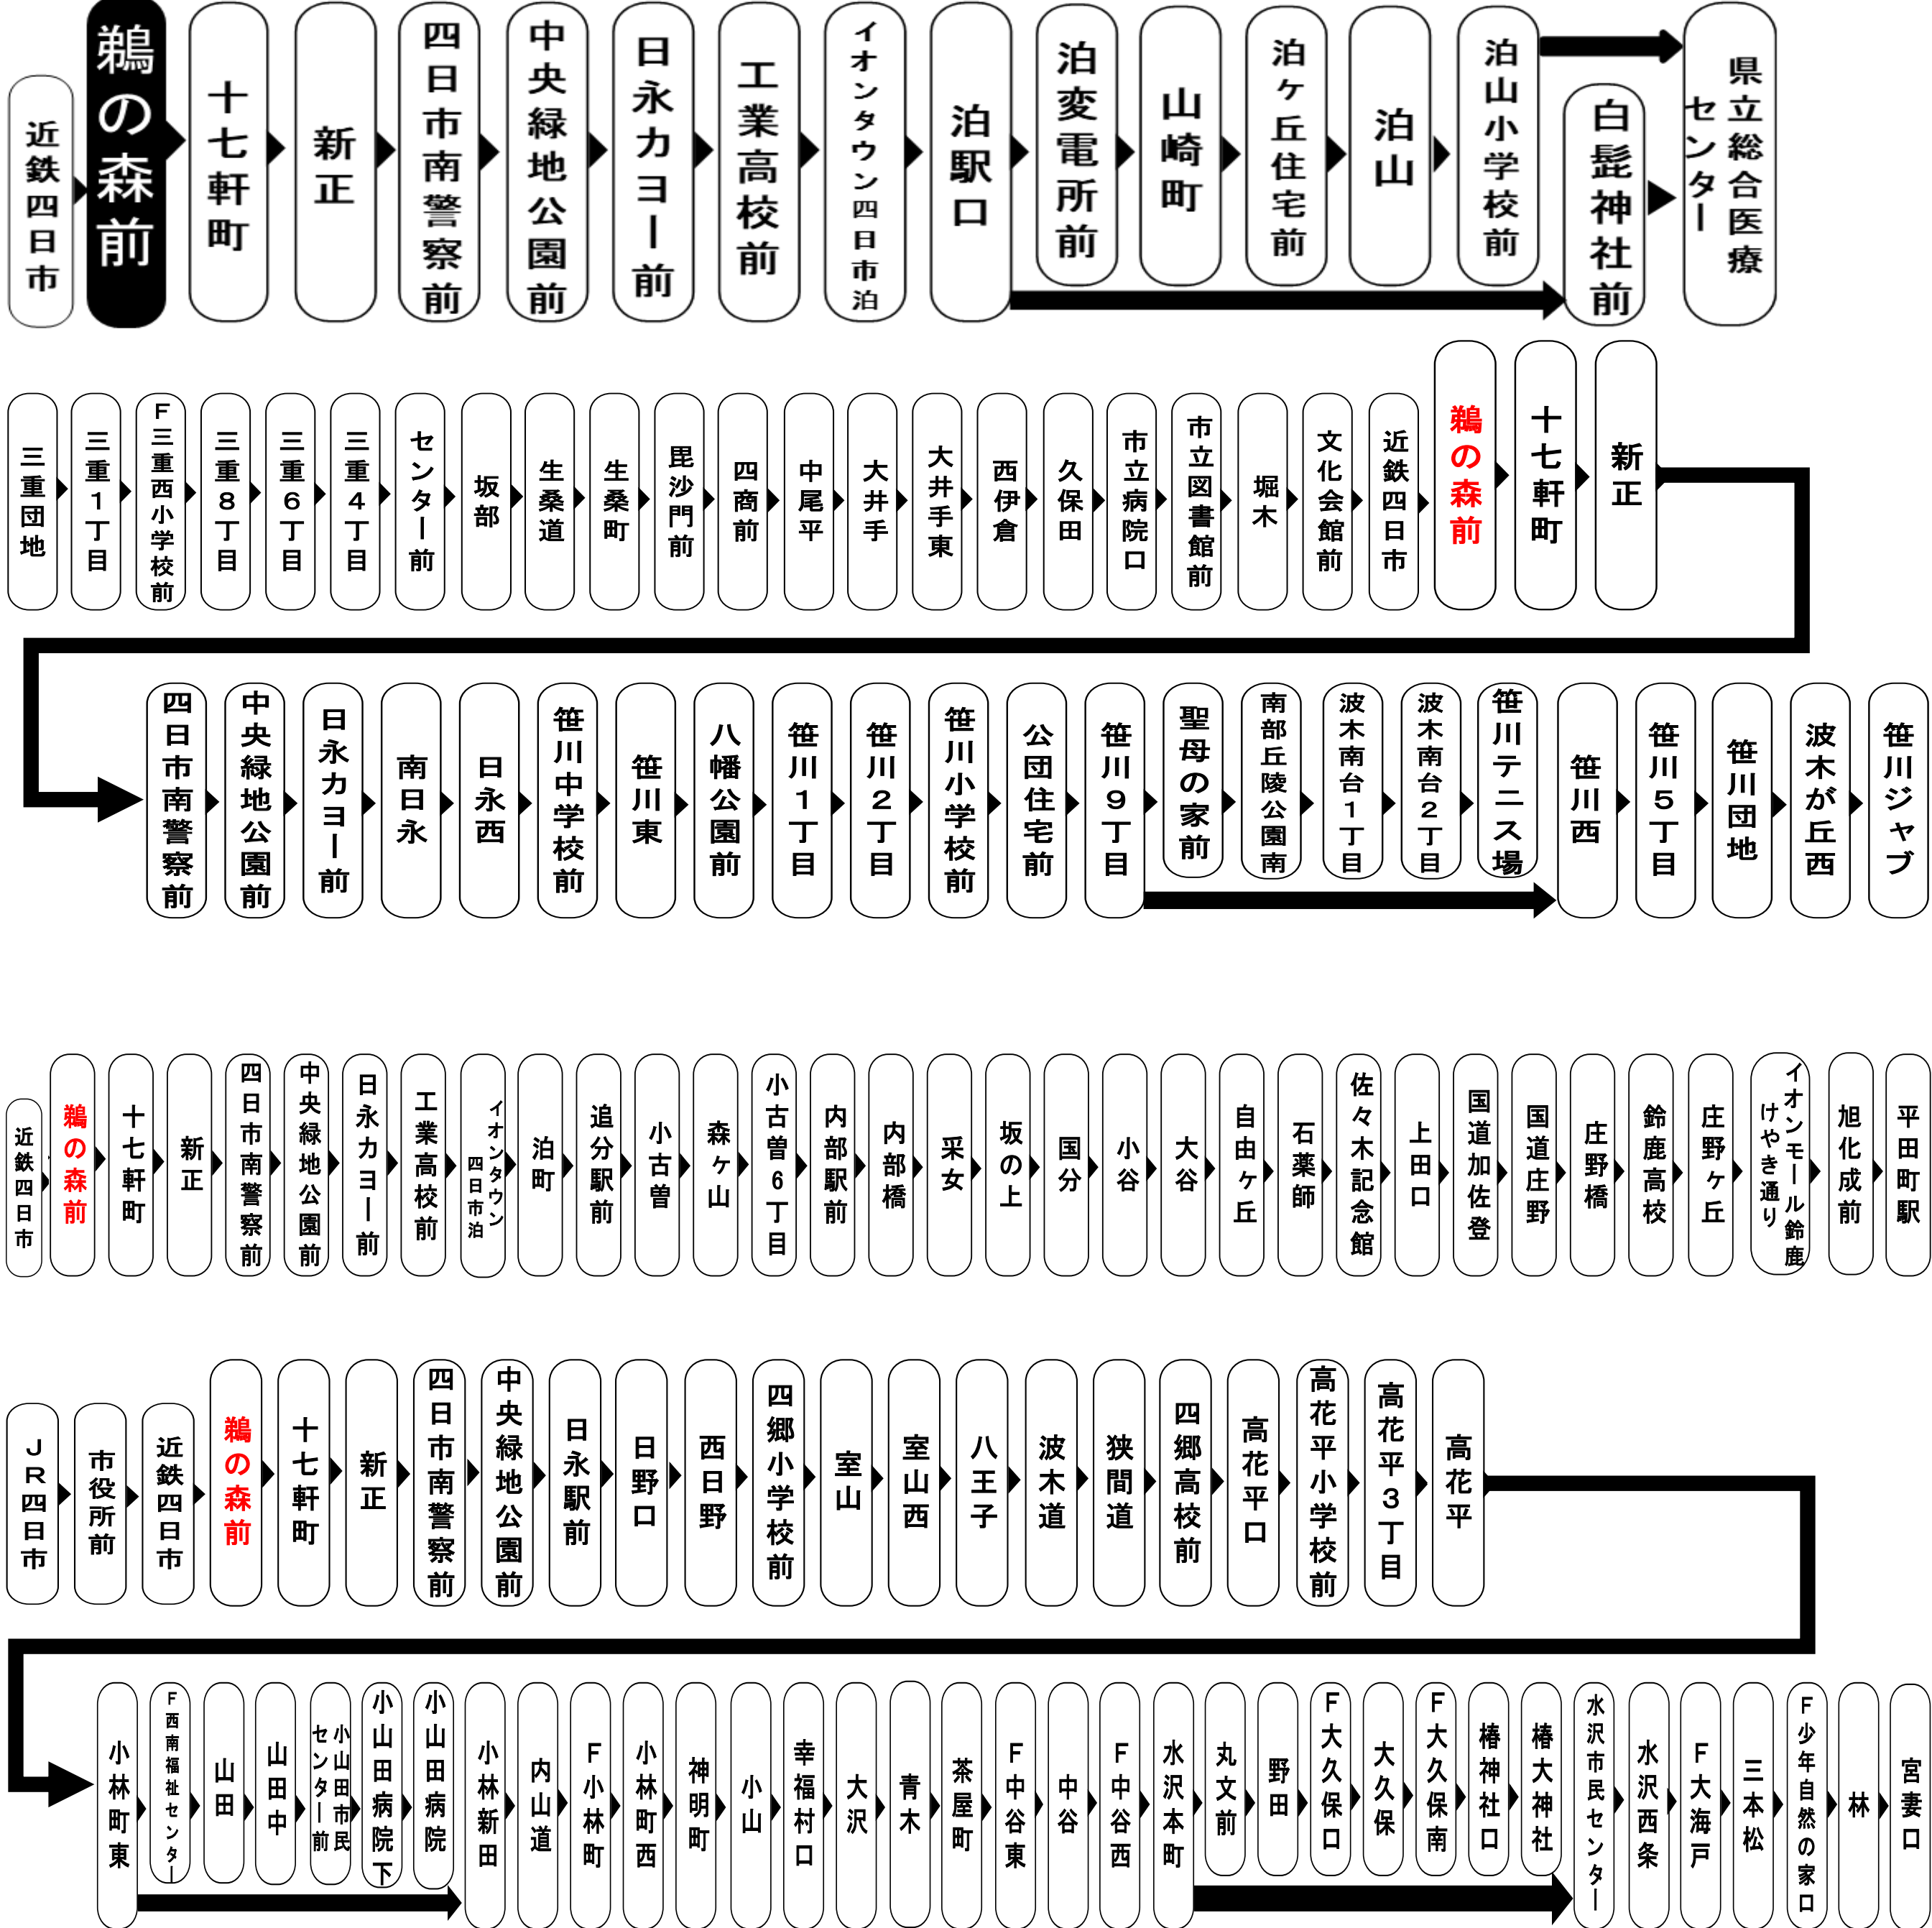 近鉄四日市
鵜の森前
十七軒町
新正
四日市南警察前
中央緑地公園前
日永カヨー前
工業高校前
イオンタウン四日市泊
泊駅口
泊変電所前
山崎町
泊ケ丘住宅前
泊山
泊山小学校前
白髭神社前
県立総合医療
センター
三重団地
三重１丁目
Ｆ三重西小学校前
三重８丁目
三重６丁目
三重４丁目
センター前
坂部
生桑道
生桑町
毘沙門前
四商前
中尾平
大井手
大井手東
西伊倉
久保田
市立病院口
市立図書館前
堀木
文化会館前
近鉄四日市
鵜の森前
十七軒町
新正
四日市南警察前
中央緑地公園前
日永カヨー前
南日永
日永西
笹川中学校前
笹川東
八幡公園前
笹川１丁目
笹川２丁目
笹川小学校前
公団住宅前
笹川９丁目
聖母の家前
南部丘陵公園南
波木南台１丁目
波木南台２丁目
笹川テニス場
笹川西
笹川５丁目
笹川団地
波木が丘西
笹川ジャブ
近鉄四日市
鵜の森前
十七軒町
新正
四日市南警察前
中央緑地公園前
日永カヨー前
工業高校前
イオンタウン
四日市泊
泊町
追分駅前
小古曽
森ヶ山
小古曽６丁目
内部駅前
内部橋
采女
坂の上
国分
小谷
大谷
自由ヶ丘
石薬師
佐々木記念館
上田口
国道加佐登
国道庄野
庄野橋
鈴鹿高校
庄野ヶ丘
イオンモール鈴鹿
けやき通り
旭化成前
平田町駅
ＪＲ四日市
市役所前
近鉄四日市
鵜の森前
十七軒町
新正
四日市南警察前
中央緑地公園前
日永駅前
日野口
西日野
四郷小学校前
室山
室山西
八王子
波木道
狭間道
四郷高校前
高花平口
高花平小学校前
高花平３丁目
高花平
小林町東
Ｆ西南福祉センター
山田
山田中
小山田市民
センター前
小山田病院下
小山田病院
小林新田
内山道
Ｆ小林町
小林町西
神明町
小山
幸福村口
大沢
青木
茶屋町
Ｆ中谷東
中谷
Ｆ中谷西
水沢本町
丸文前
野田
Ｆ大久保口
大久保
Ｆ大久保南
椿神社口
椿大神社
水沢市民センター
水沢西条
Ｆ大海戸
三本松
Ｆ少年自然の家口
林
宮妻口